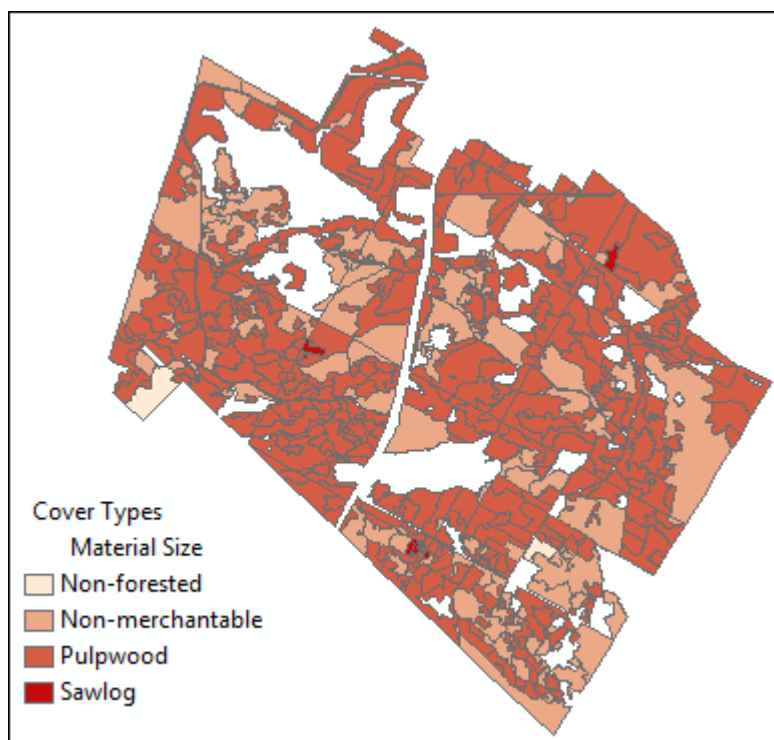 Cover Types
Material Size
Non-forested
Non-merchantable
Pulpwood
Sawlog